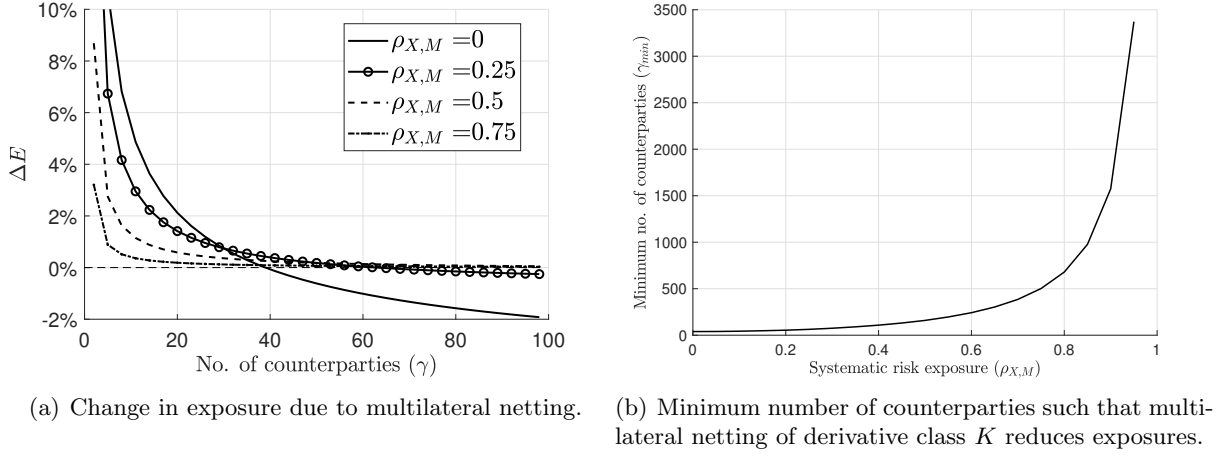 10%
8%
6%
4%
2%
0%
-2%
ΔE
0 20 40 60 80 100
No. of counterparties (γ)
ρX,M =0
ρX,M =0.25
ρX,M =0.5
ρX,M =0.75
(a) Change in exposure due to multilateral netting.
3500
3000
2500
2000
1500
1000
500
0
Minimum no. of counterparties (γmin)
0 0.2 0.4 0.6 0.8 1
Systematic risk exposure (ρX,M)
(b) Minimum number of counterparties such that multi-
lateral netting of derivative class K reduces exposures.